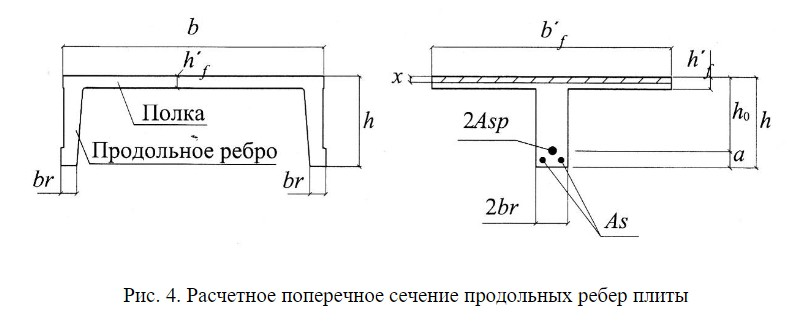 b
h′f
Полка
Продольное ребро
h
br
br
b′f
h′f
x
2Asp
h0
h
a
2br
As
Рис. 4. Расчетное поперечное сечение продольных ребер плиты